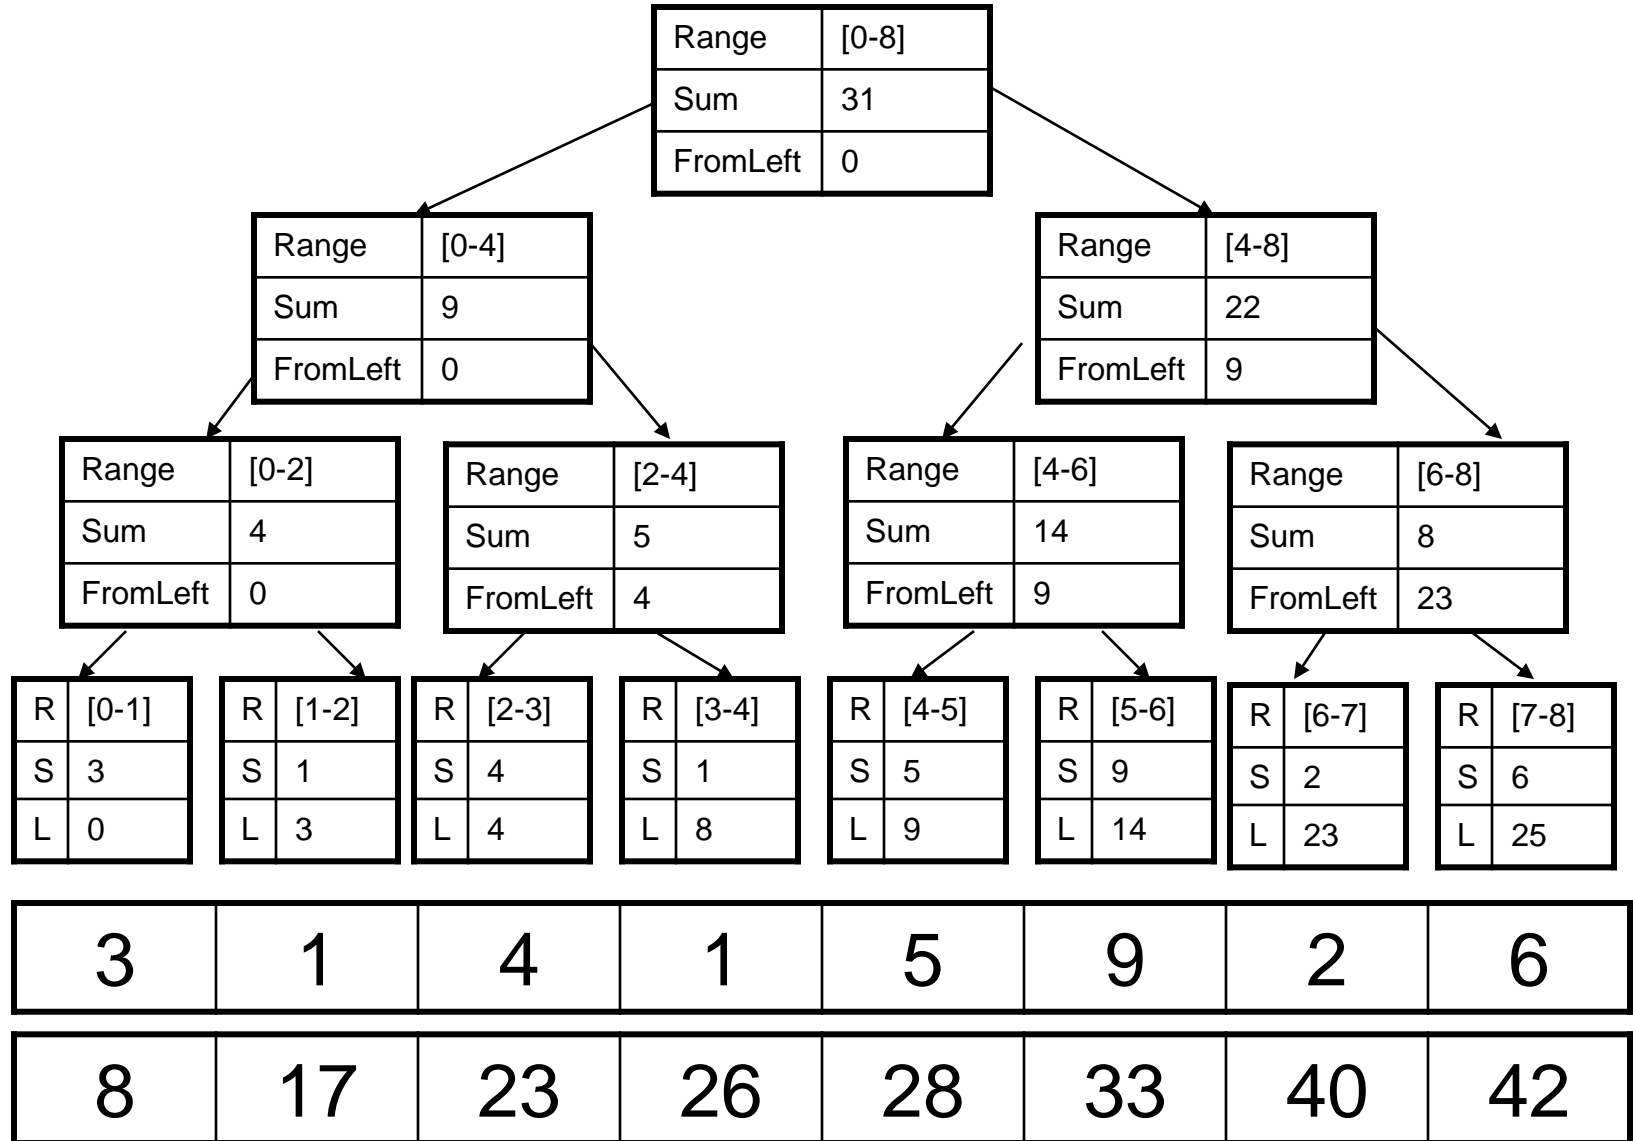 Range [0-8]
Sum 31
FromLeft 0
Range [0-4]
Sum 9
FromLeft 0
Range [4-8]
Sum 22
FromLeft 9
Range [0-2]
Sum 4
FromLeft 0
Range [2-4]
Sum 5
FromLeft 4
Range [4-6]
Sum 14
FromLeft 9
Range [6-8]
Sum 8
FromLeft 23
R [0-1]
S 3
L 0
R [1-2]
S 1
L 3
R [2-3]
S 4
L 4
R [3-4]
S 1
L 8
R [4-5]
S 5
L 9
R [5-6]
S 9
L 14
R [6-7]
S 2
L 23
R [7-8]
S 6
L 25
3 1 4 1 5 9 2 6
8 17 23 26 28 33 40 42